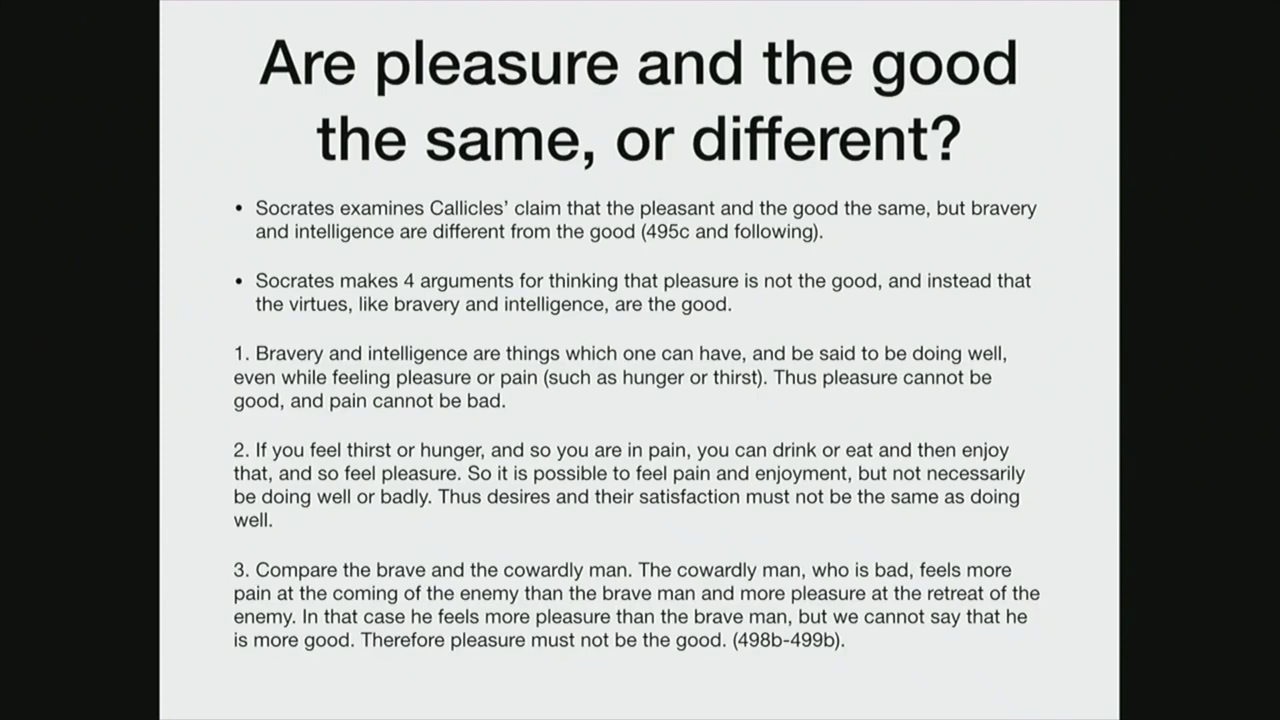 Are pleasure and the good
the same, or different?
• Socrates examines Callicles’ claim that the pleasant and the good the same, but bravery
and intelligence are different from the good (495c and following).
• Socrates makes 4 arguments for thinking that pleasure is not the good, and instead that
the virtues, like bravery and intelligence, are the good.
1. Bravery and intelligence are things which one can have, and be said to be doing well,
even while feeling pleasure or pain (such as hunger or thirst). Thus pleasure cannot be
good, and pain cannot be bad.
2. If you feel thirst or hunger, and so you are in pain, you can drink or eat and then enjoy
that, and so feel pleasure. So it is possible to feel pain and enjoyment, but not necessarily
be doing well or badly. Thus desires and their satisfaction must not be the same as doing
well.
3. Compare the brave and the cowardly man. The cowardly man, who is bad, feels more
pain at the coming of the enemy than the brave man and more pleasure at the retreat of the
enemy. In that case he feels more pleasure than the brave man, but we cannot say that he
is more good. Therefore pleasure must not be the good. (498b-499b).